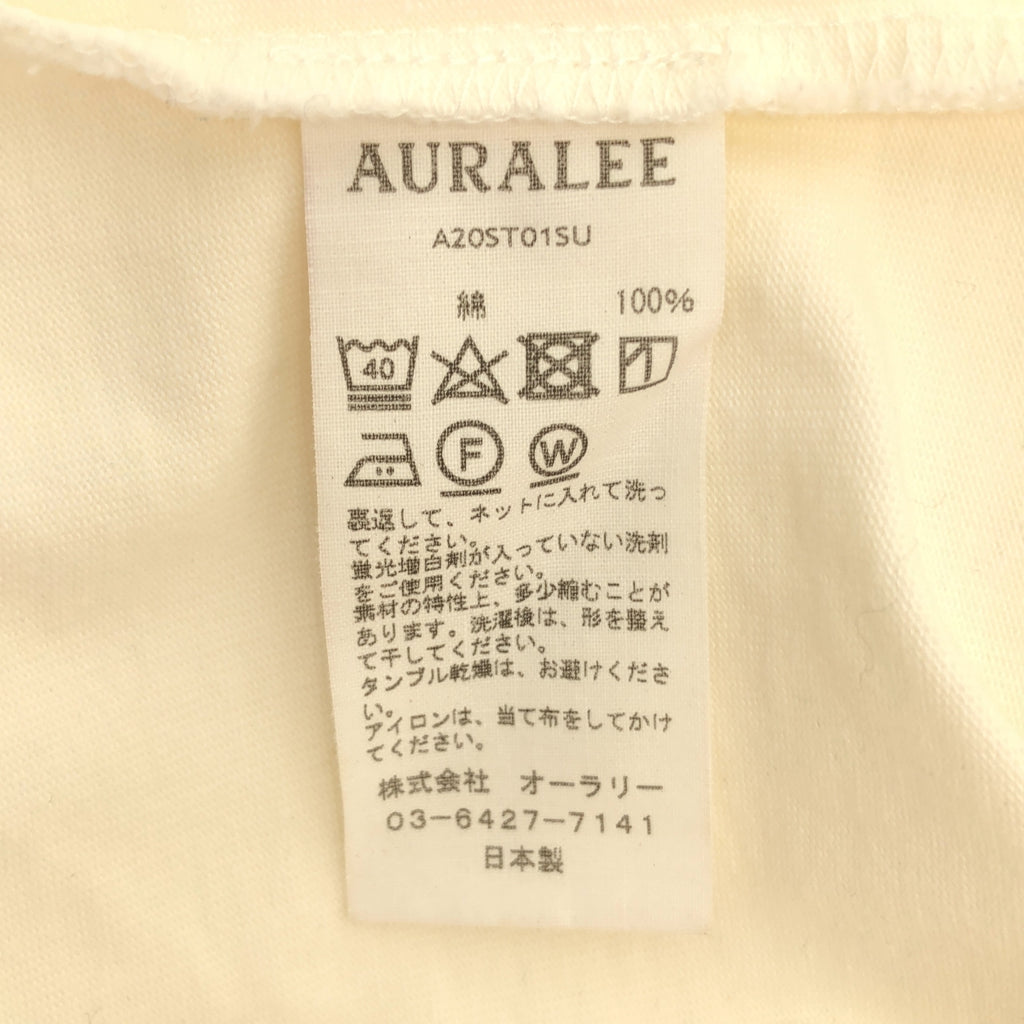 AURALEE
A20ST01SU
綿 100%
40
F W
裏返して、ネットに入れて洗っ
てください。
蛍光増白剤が入っていない洗剤
をご使用ください。
素材の特性上、多少縮むことが
あります。洗濯後は、形を整え
て干してください。
タンブル乾燥は、お避けくださ
い。
アイロンは、当て布をしてかけ
てください。
株式会社 オーラリー
03-6427-7141
日本製